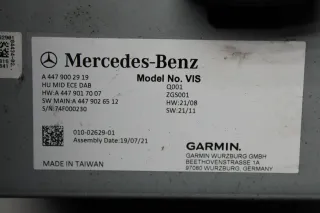 Mercedes-Benz
A 447 900 29 19
Model No. VIS
HU MID ECE DAB
Q001
HW:A 447 901 70 07
ZGS001
SW MAIN:A 447 902 65 12
HW:21/08
S/N:74F000230
SW:21/11
010-02629-01
Assembly Date:19/07/21
GARMIN.
MADE IN TAIWAN
GARMIN WURZBURG GMBH
BEETHOVENSTRASSE 1A
97080 WURZBURG, GERMANY